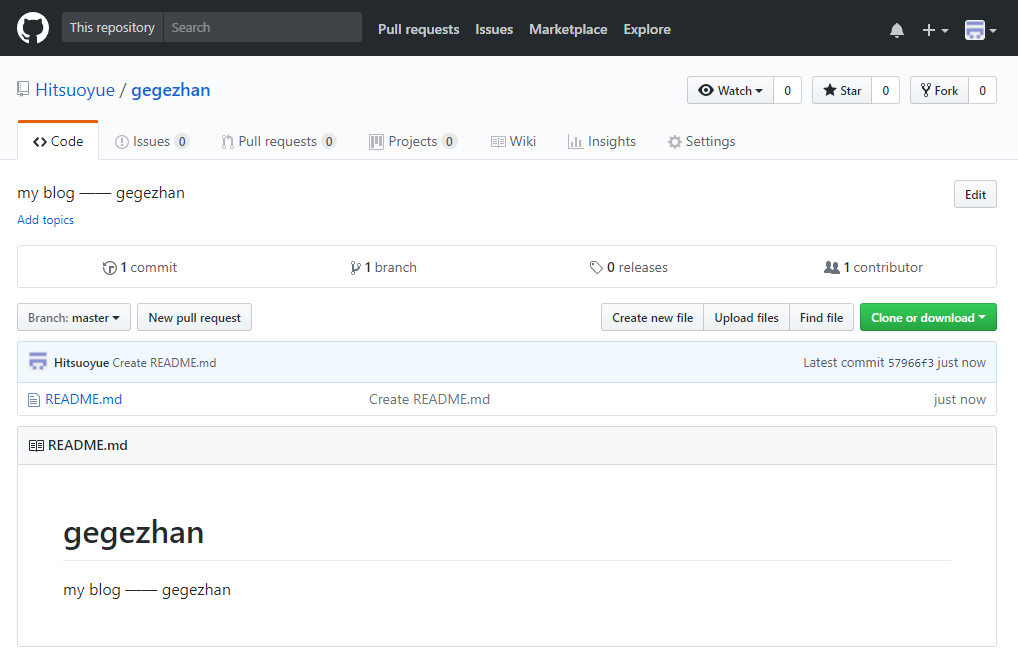 This repository Search Pull requests Issues Marketplace Explore
Hitsuoyue / gegezhan Watch 0 Star 0 Fork 0
Code Issues 0 Pull requests 0 Projects 0 Wiki Insights Settings
my blog —— gegezhan Edit
Add topics
1 commit 1 branch 0 releases 1 contributor
Branch: master New pull request Create new file Upload files Find file Clone or download
Hitsuoyue Create README.md Latest commit 57966f3 just now
README.md Create README.md just now
README.md
gegezhan
my blog —— gegezhan